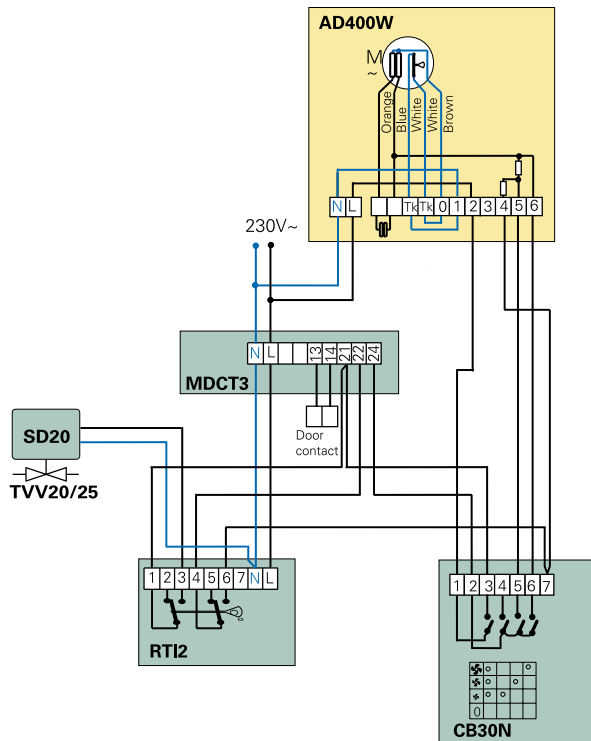 AD400W
M
~
Orange
Blue
White
White
Brown
N L Tk Tk 0 1 2 3 4 5 6
230V~
N L 13 14 21 22 24
MDCT3
Door
contact
SD20
TVV20/25
1 2 3 4 5 6 7 N L
RTI2
1 2 3 4 5 6 7
0
CB30N